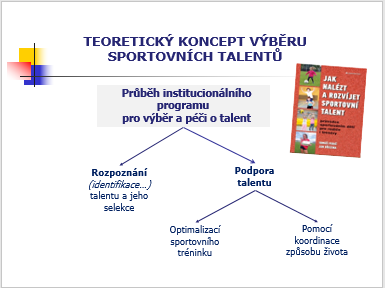 TEORETICKÝ KONCEPT VÝBĚRU
SPORTOVNÍCH TALENTŮ
Průběh institucionálního
programu
pro výběr a péči o talent
JAK
NALÉZT
A ROZVÍJET
SPORTOVNÍ
TALENT
Rozpoznání
(identifikace…)
talentu a jeho
selekce
Podpora
talentu
Optimalizací
sportovního
tréninku
Pomocí
koordinace
způsobu života